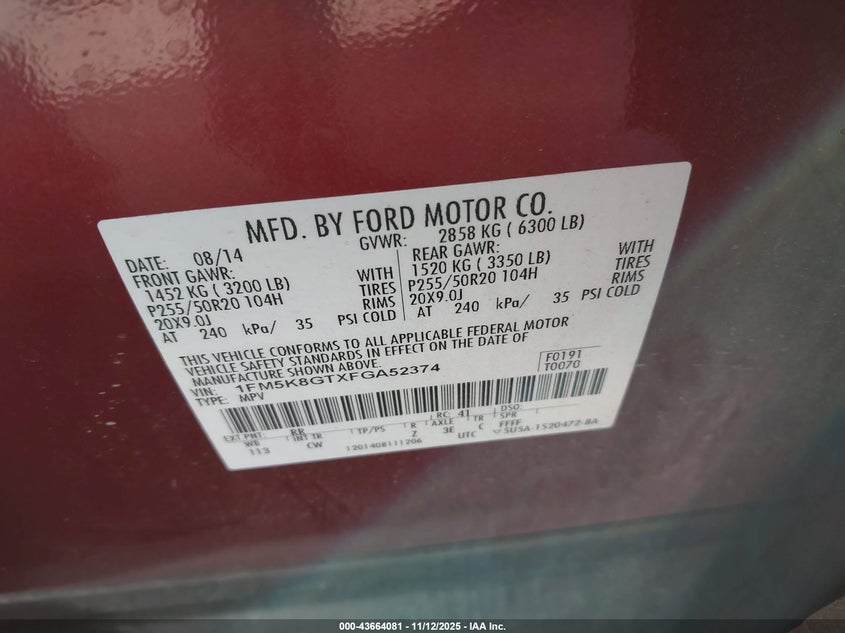 MFD. BY FORD MOTOR CO.
DATE: 08/14
GVWR: 2858 KG ( 6300 LB)
FRONT GAWR:
1452 KG ( 3200 LB) WITH
P255/50R20 104H TIRES
20X9.0J RIMS
AT 240 kPa/ 35 PSI COLD
REAR GAWR: WITH
1520 KG ( 3350 LB) TIRES
P255/50R20 104H RIMS
20X9.0J
AT 240 kPa/ 35 PSI COLD
THIS VEHICLE CONFORMS TO ALL APPLICABLE FEDERAL MOTOR
VEHICLE SAFETY STANDARDS IN EFFECT ON THE DATE OF
MANUFACTURE SHOWN ABOVE.
VIN: 1FM5K8GTXFGA52374
TYPE: MPV
F0191
T0070
EXT PNT: RR RC: 41 DSO:
WB INT TR TP/PS R AXLE TR SPR
113 CW Z 3E C FFFF
1201408111206 UTC 5U5A-1520472-BA
000-43664081 - 11/12/2025 - IAA Inc.